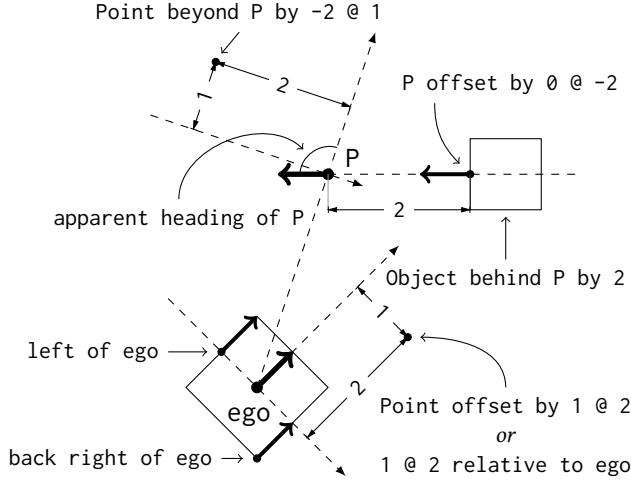 Point beyond P by -2 @ 1
2
1
P offset by 0 @ -2
P
apparent heading of P
2
Object behind P by 2
1
left of ego
2
ego
Point offset by 1 @ 2
or
back right of ego
1 @ 2 relative to ego